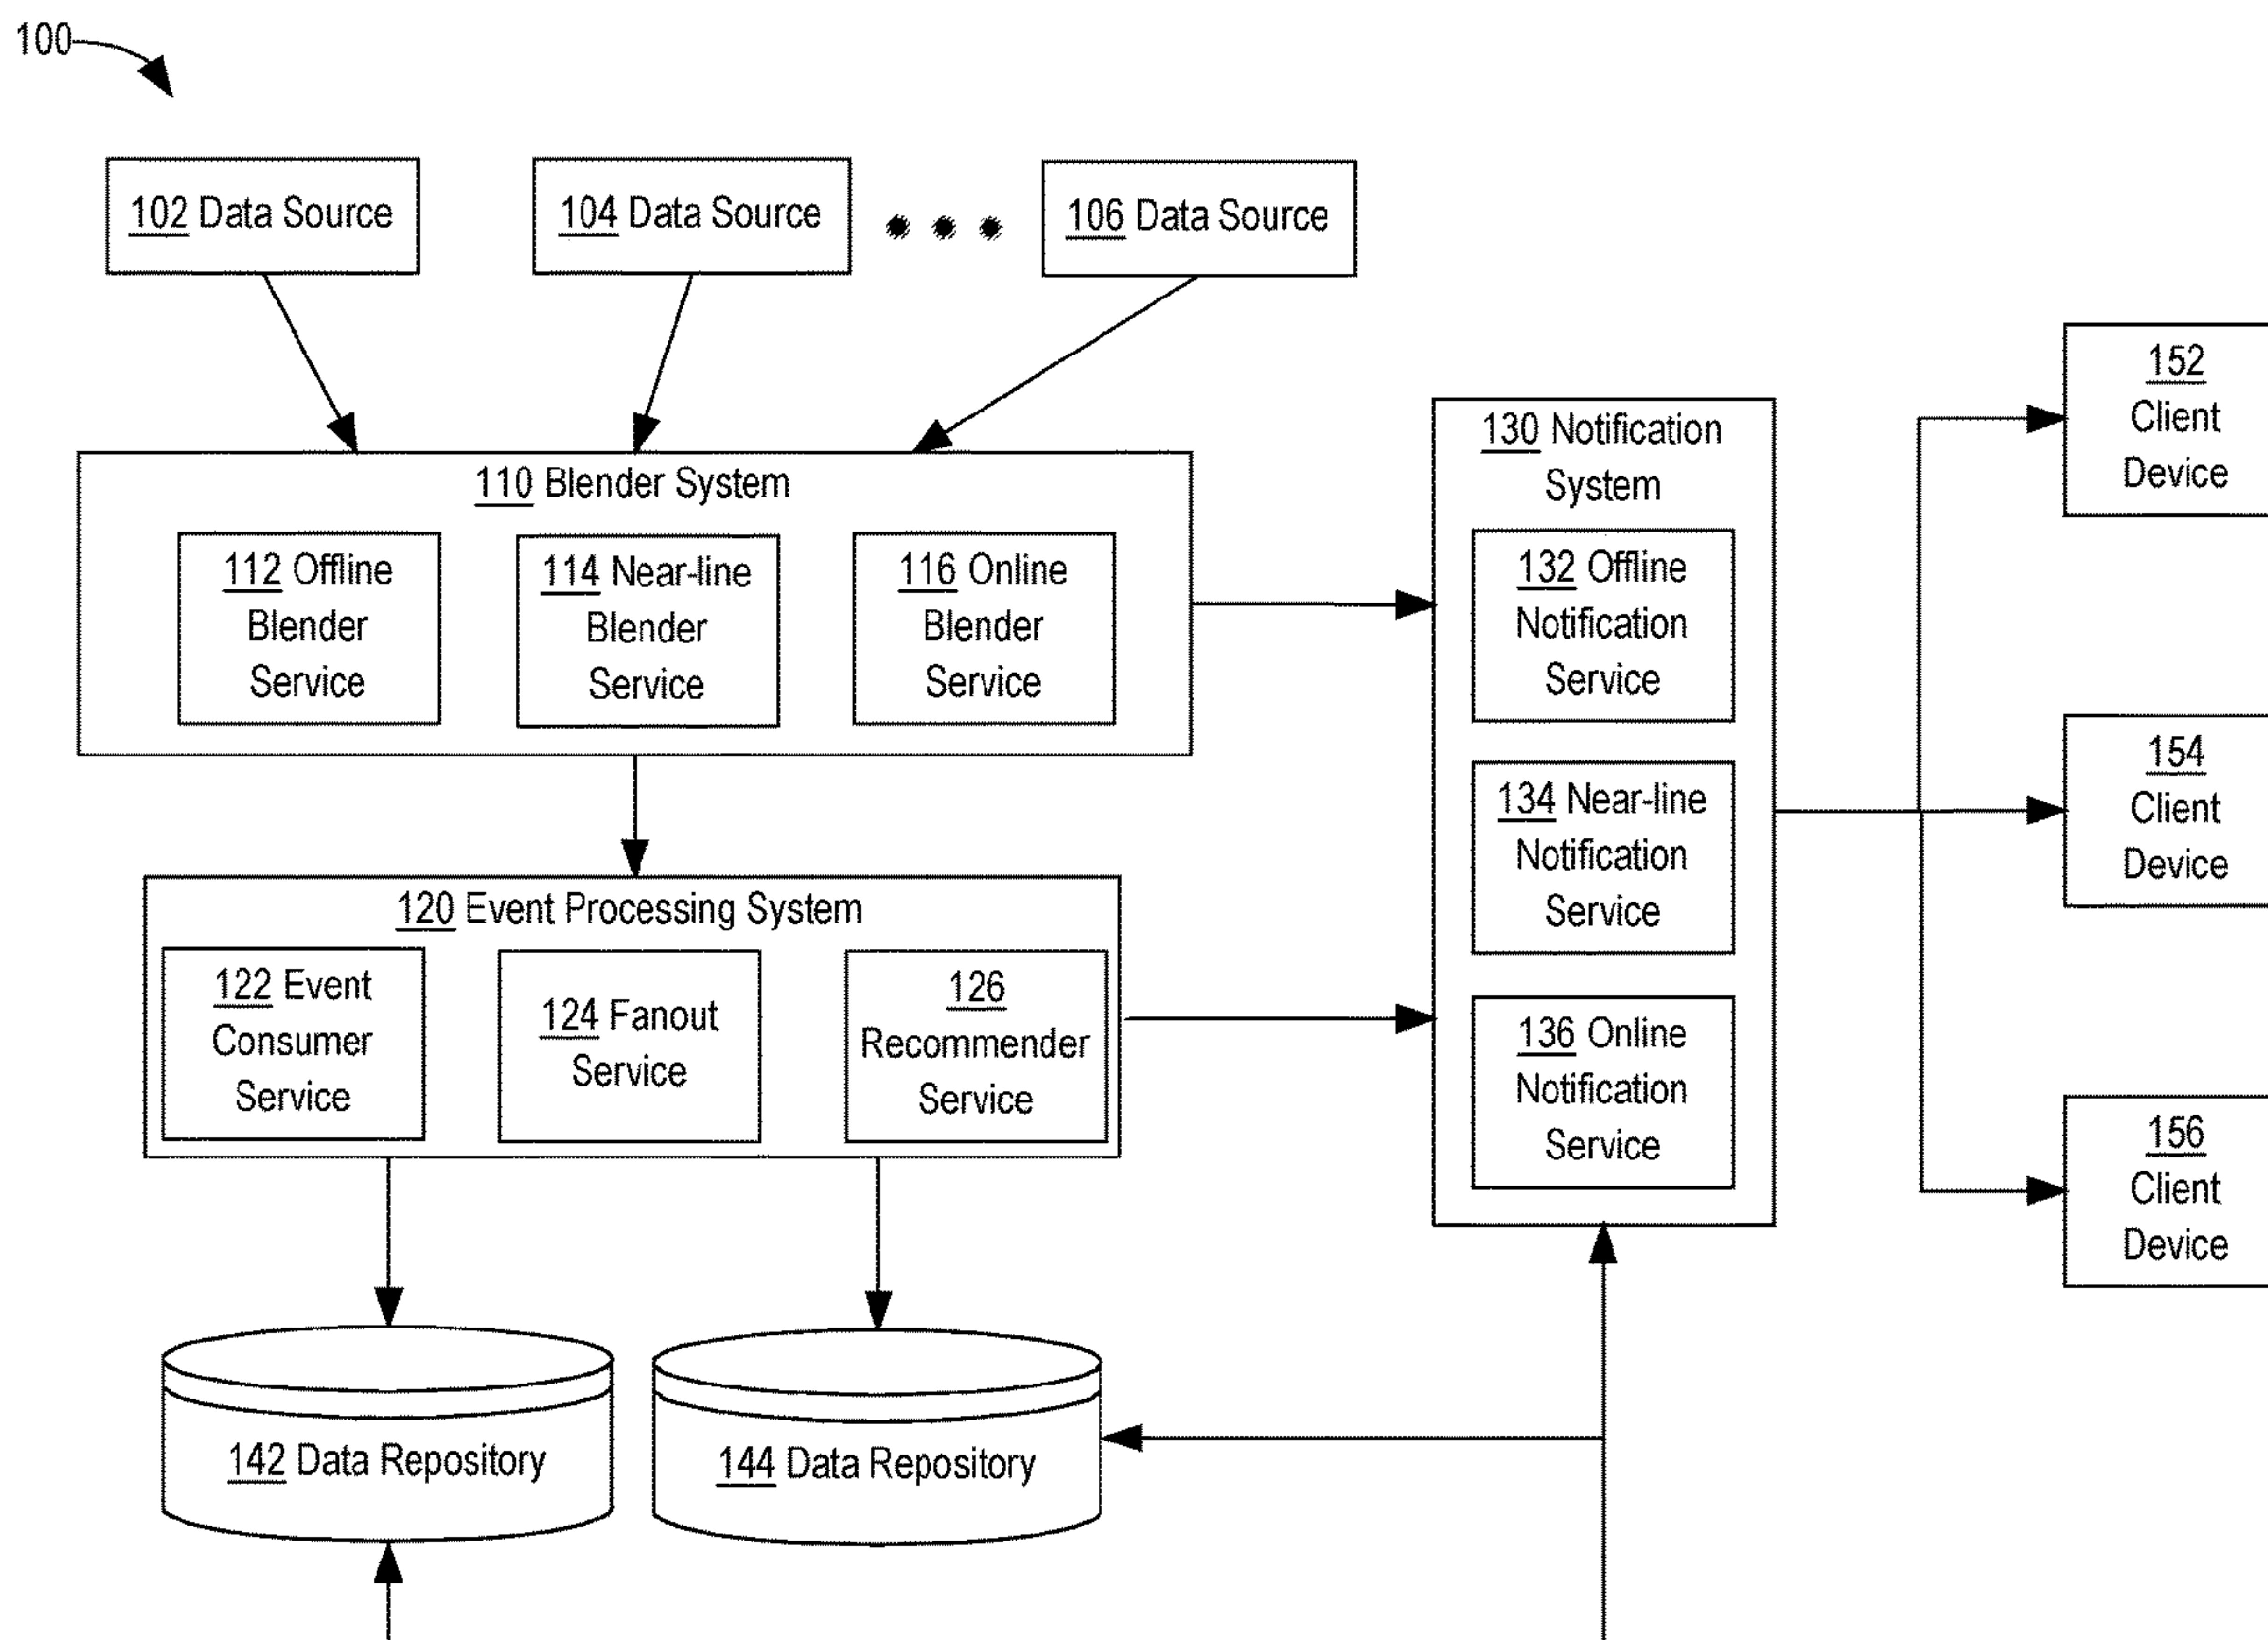 100
102 Data Source
104 Data Source
106 Data Source
110 Blender System
112 Offline
Blender
Service
114 Near-line
Blender
Service
116 Online
Blender
Service
120 Event Processing System
122 Event
Consumer
Service
124 Fanout
Service
126
Recommender
Service
130 Notification
System
132 Offline
Notification
Service
134 Near-line
Notification
Service
136 Online
Notification
Service
152
Client
Device
154
Client
Device
156
Client
Device
142 Data Repository
144 Data Repository